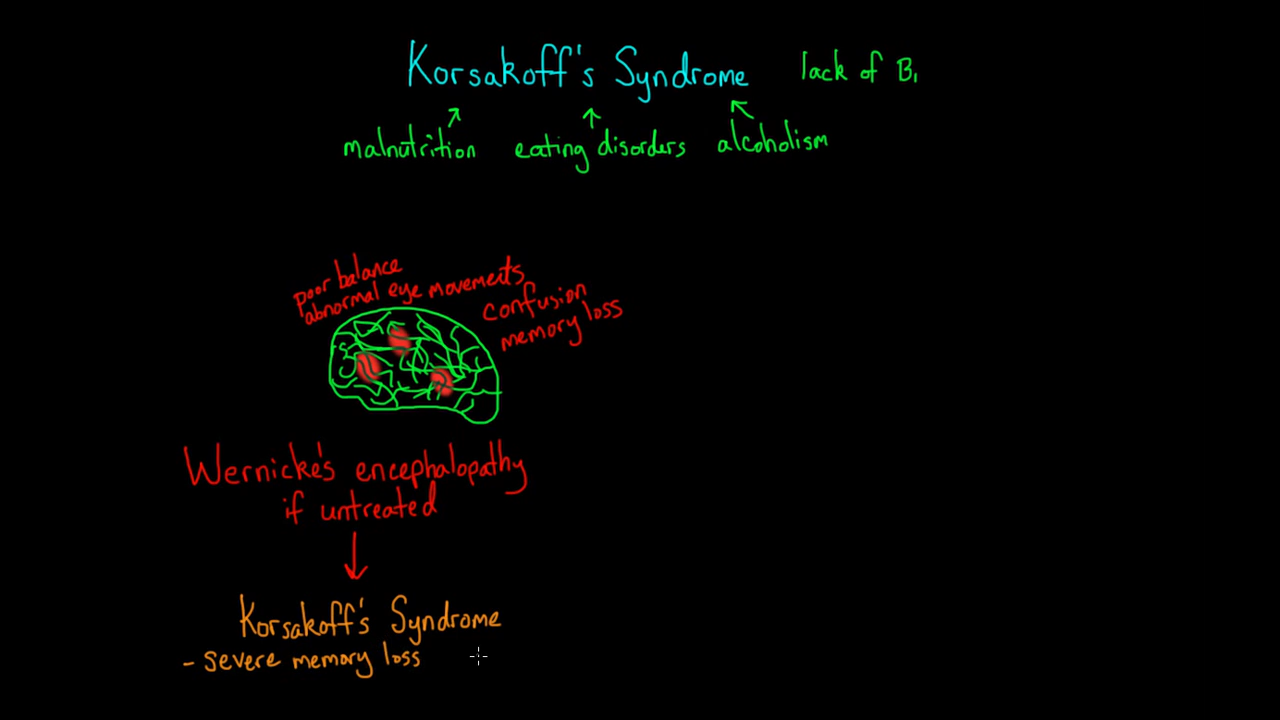 Korsakoff's Syndrome lack of B₁
malnutrition eating disorders alcoholism
poor balance
abnormal eye movements
confusion
memory loss
Wernicke's encephalopathy
if untreated
Korsakoff's Syndrome
- severe memory loss